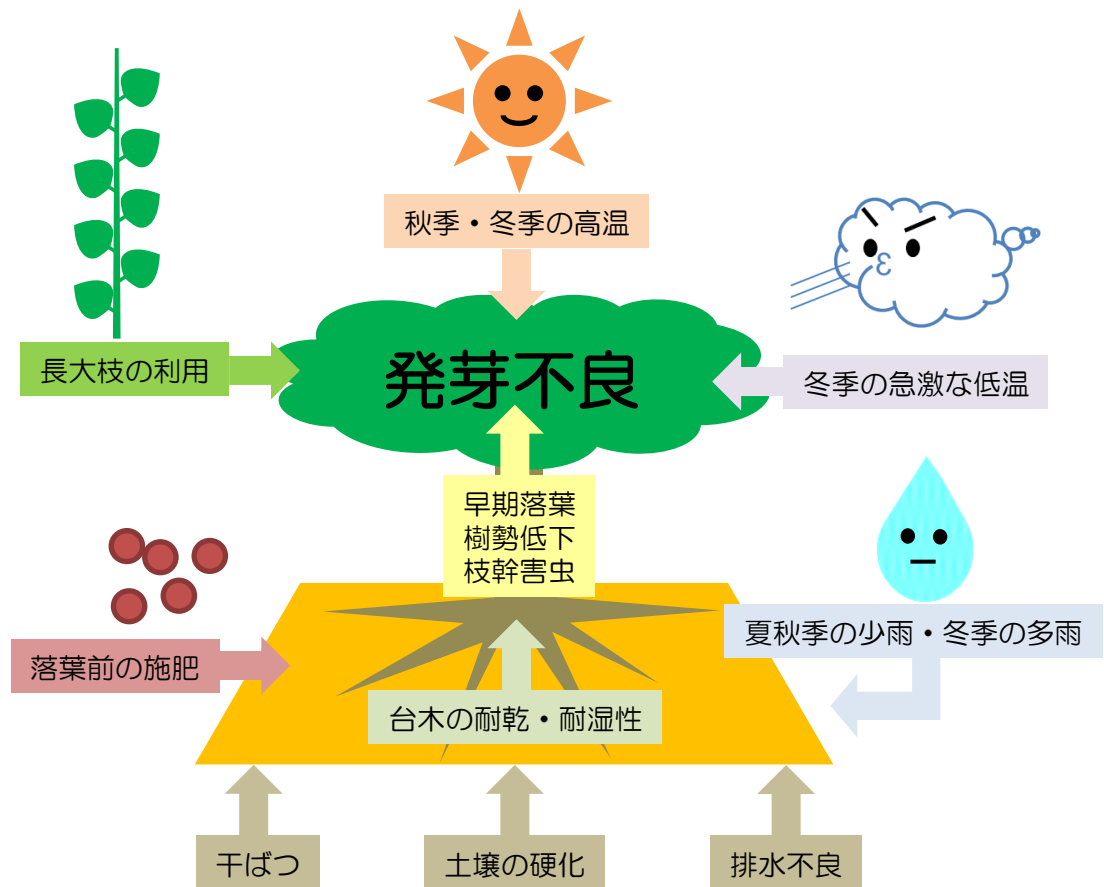 秋季・冬季の高温
長大枝の利用
発芽不良
冬季の急激な低温
早期落葉
樹勢低下
枝幹害虫
夏秋季の少雨・冬季の多雨
落葉前の施肥
台木の耐乾・耐湿性
干ばつ
土壌の硬化
排水不良